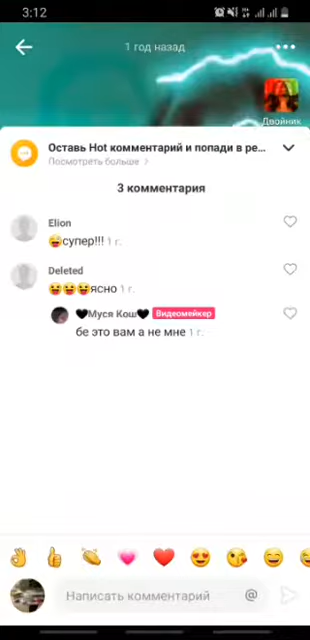 3:12
1 год назад
Двойник
Оставь Hot комментарий и попади в ре...
Посмотреть больше >
3 комментария
Elion
😄супер!!! 1 г.
Deleted
😆😆😆ясно 1 г.
🖤Муся Кош🖤 Видеомейкер
бе это вам а не мне 1 г.
👌👍👏💗❤️😍😘😄😂
Написать комментарий @